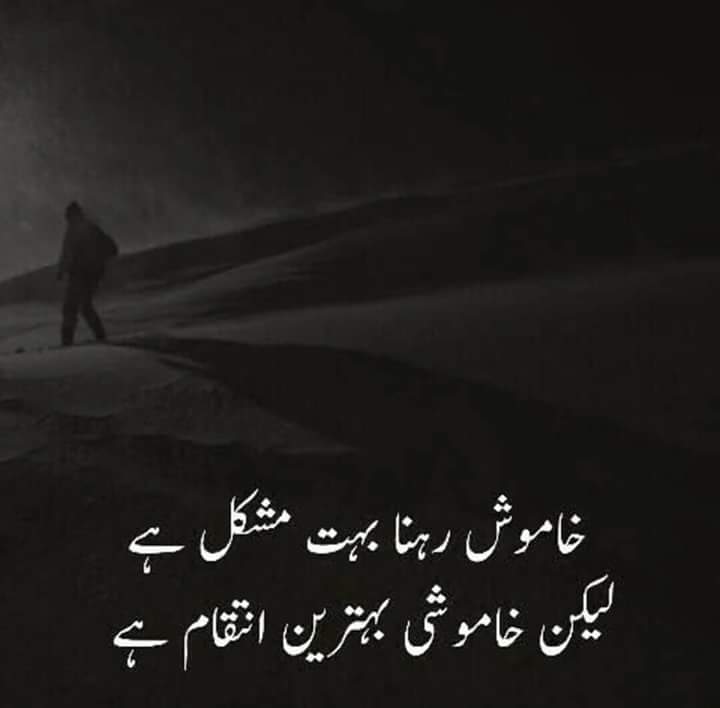 خاموش رہنا بہت مشکل ہے
لیکن خاموشی بہترین انتقام ہے